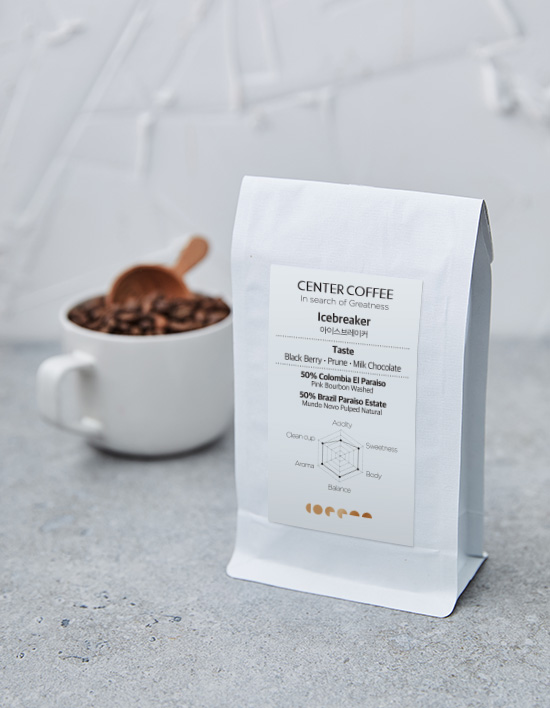 CENTER COFFEE
In search of Greatness
Icebreaker
아이스브레이커
Taste
Black Berry • Prune • Milk Chocolate
50% Colombia El Paraiso
Pink Bourbon Washed
50% Brazil Paraiso Estate
Mundo Novo Pulped Natural
Acidity
Clean cup
Sweetness
Aroma
Body
Balance